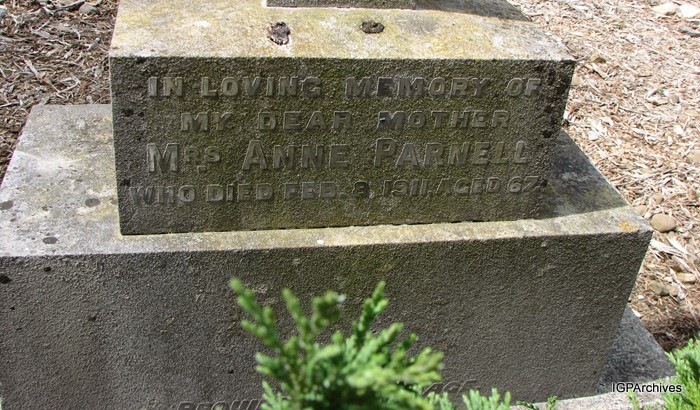 IN LOVING MEMORY OF
MY DEAR MOTHER
MRS ANNE PARNELL
WHO DIED FEB. 8, 1911, AGED 67.
IGPArchives